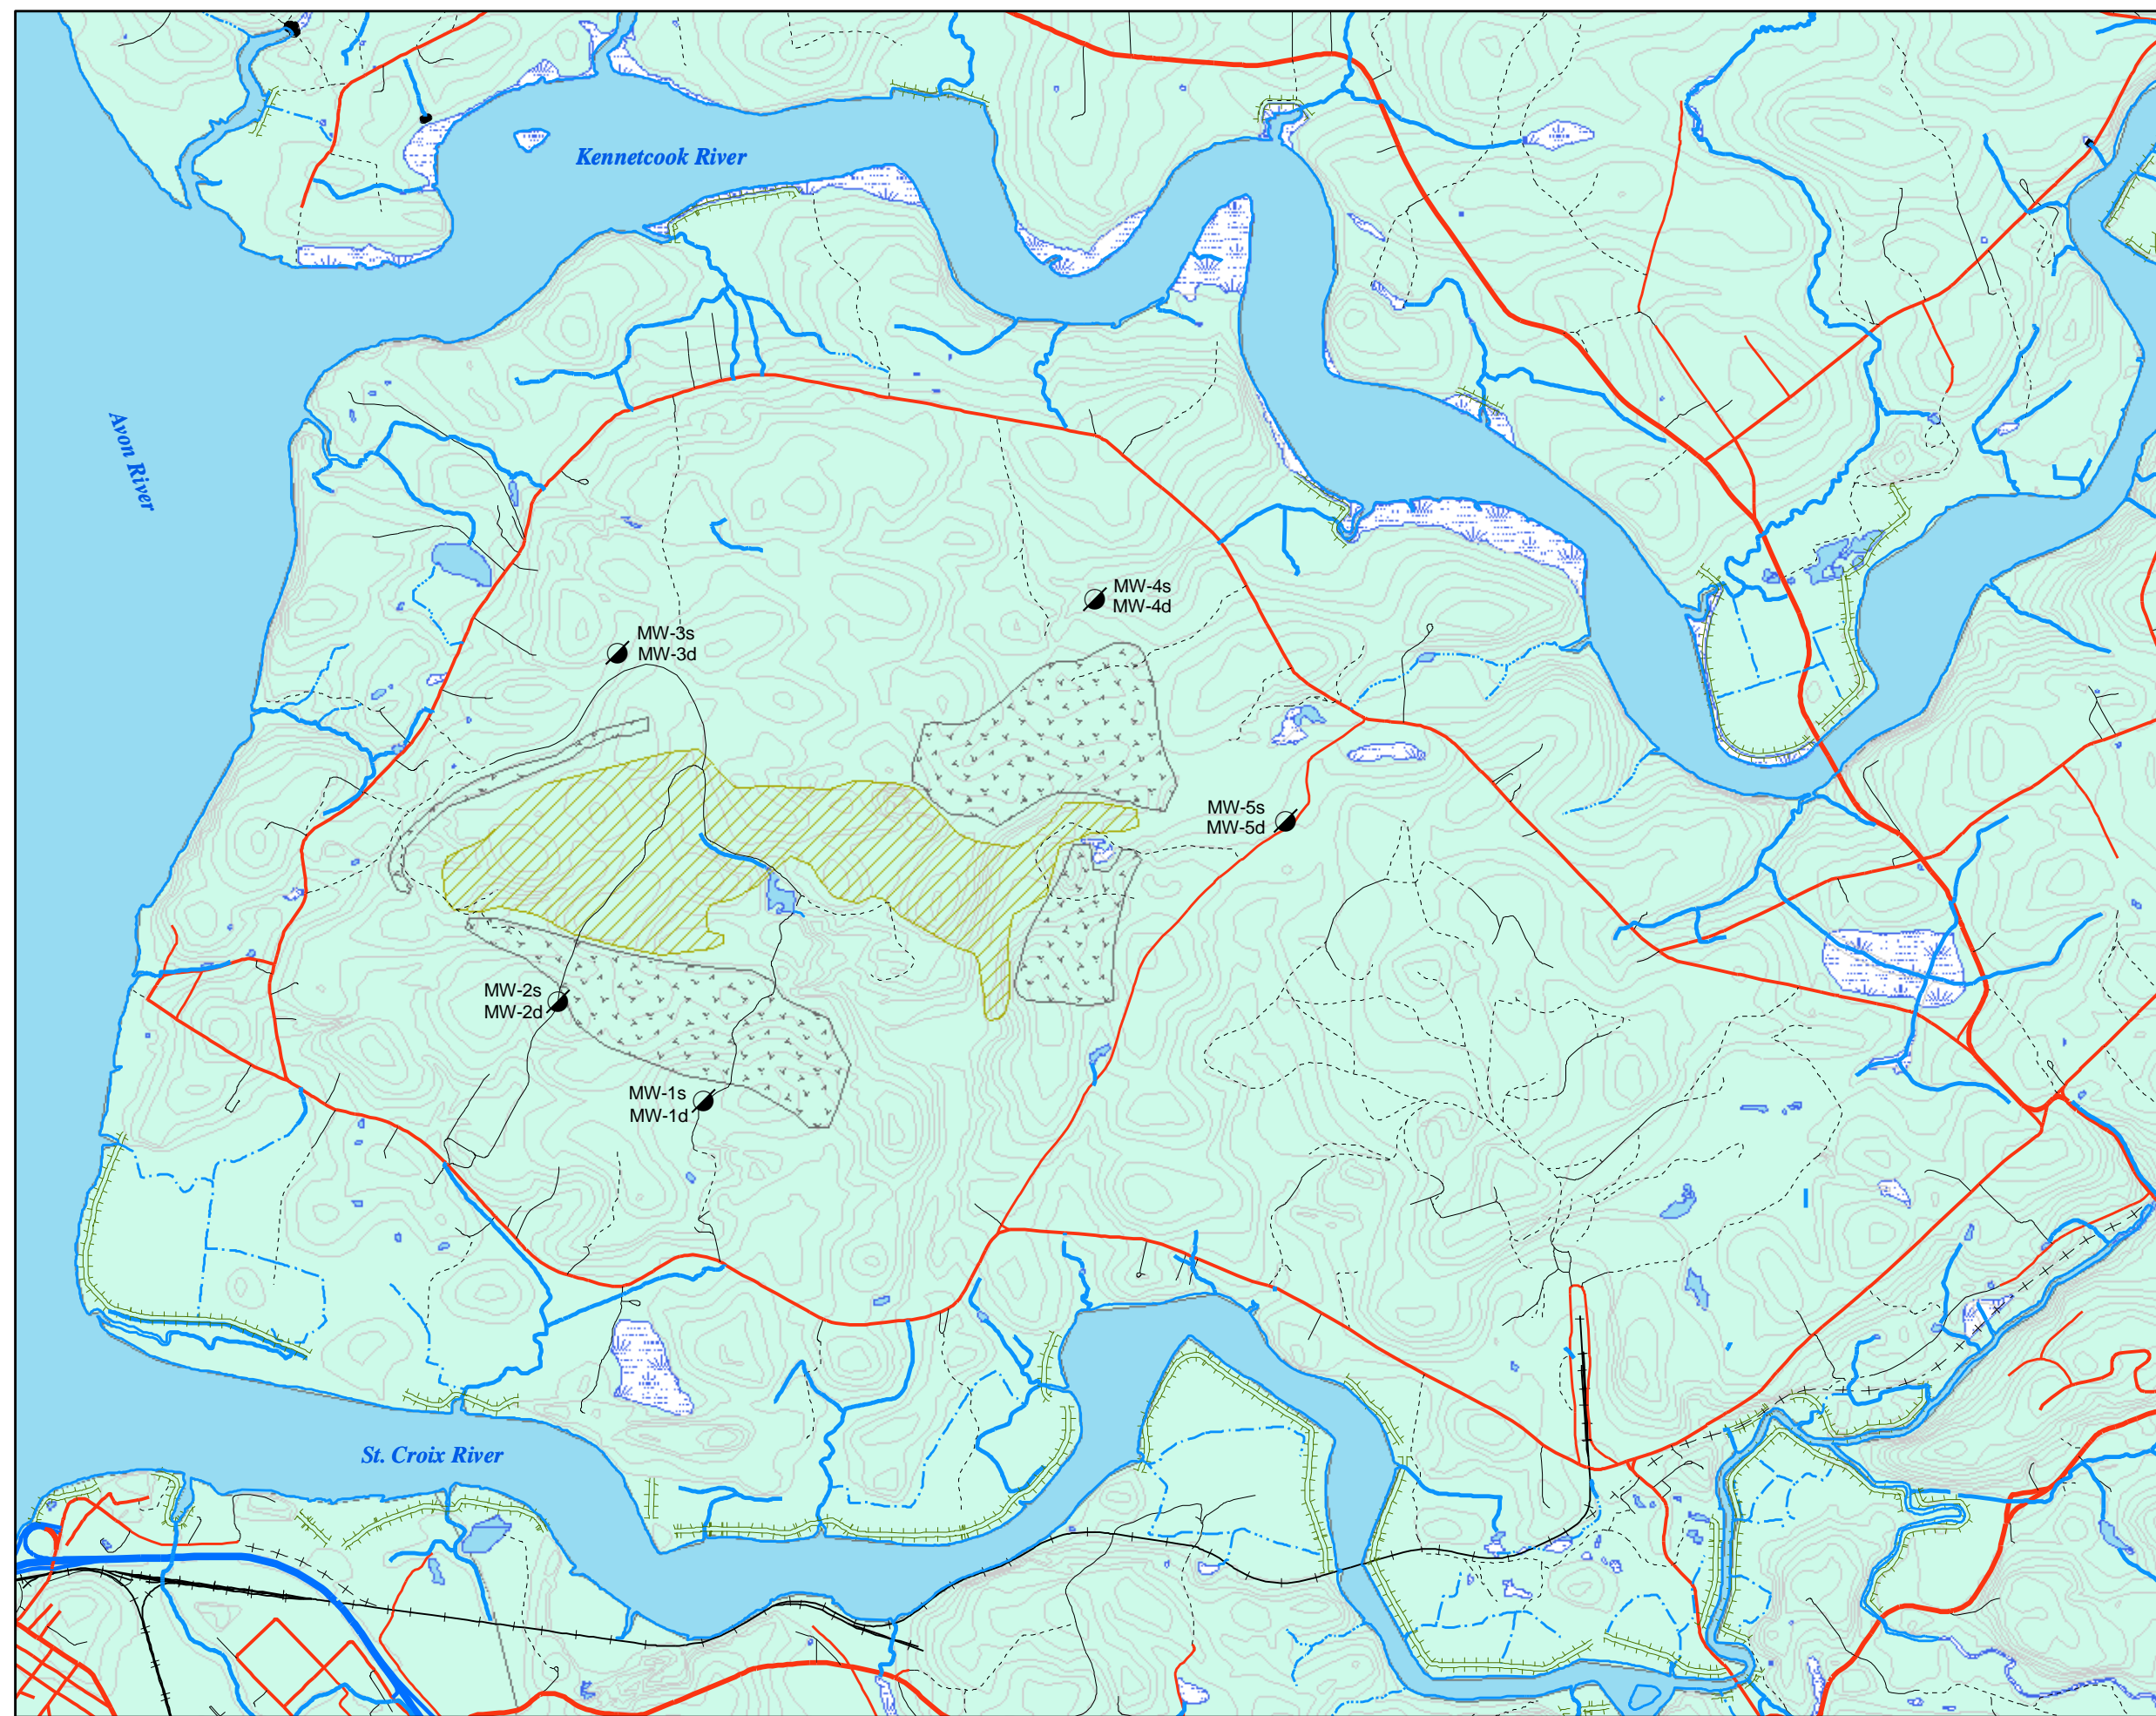 Kennetcook River
Avon River
MW-4s
MW-4d
MW-3s
MW-3d
MW-5s
MW-5d
MW-2s
MW-2d
MW-1s
MW-1d
St. Croix River